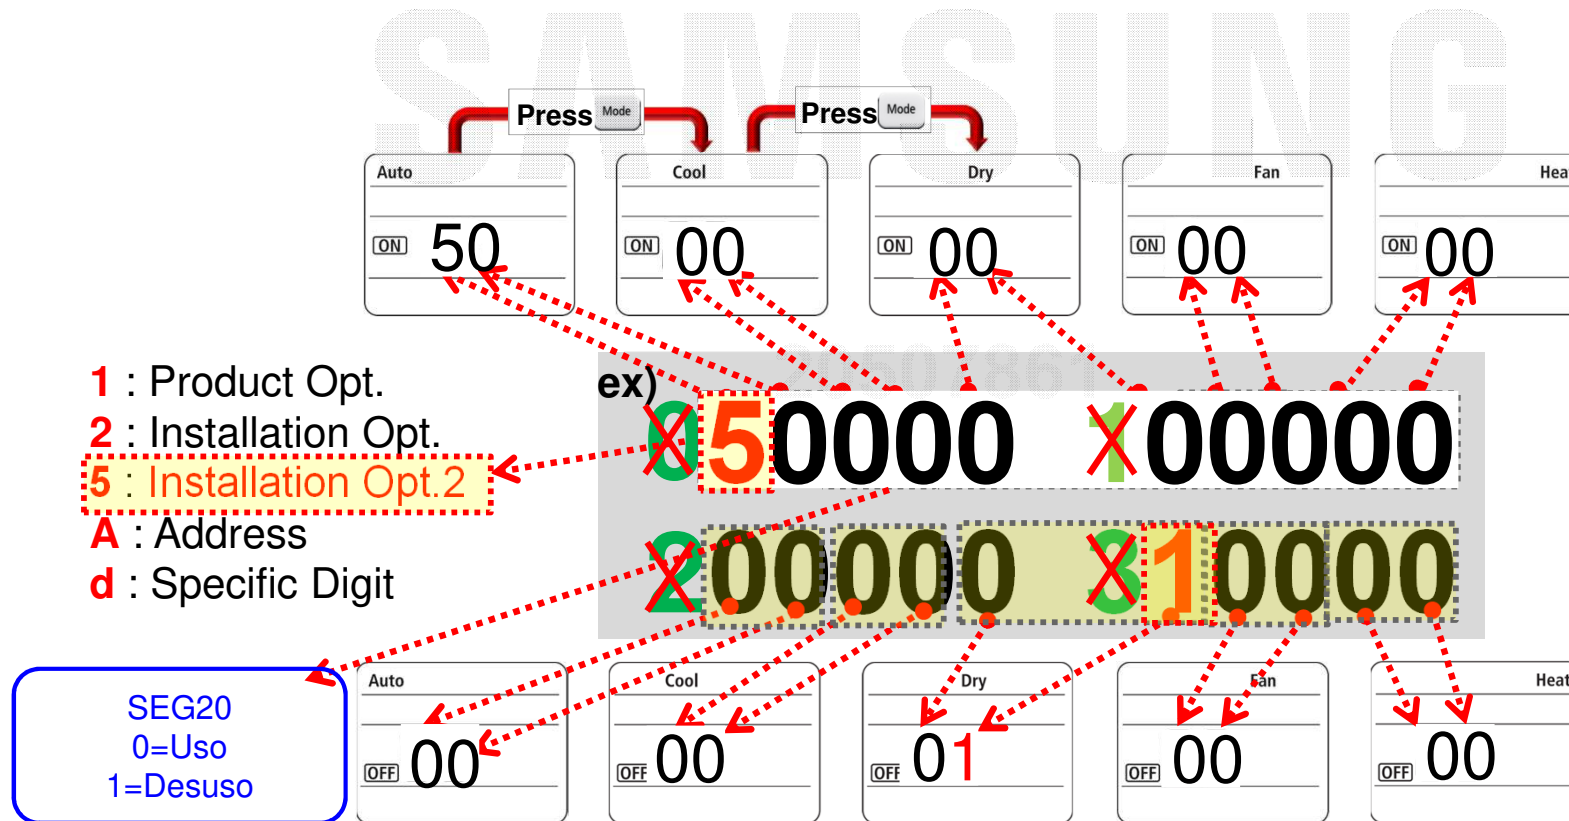 SAMSUNG
Press Mode Press Mode
Auto Cool Dry Fan Heat
ON 50 ON 00 ON 00 ON 00 ON 00
1 : Product Opt.
2 : Installation Opt.
5 : Installation Opt.2
A : Address
d : Specific Digit
ex)
050000 100000
200000 310000
SEG20
0=Uso
1=Desuso
Auto Cool Dry Fan Heat
OFF 00 OFF 00 OFF 01 OFF 00 OFF 00